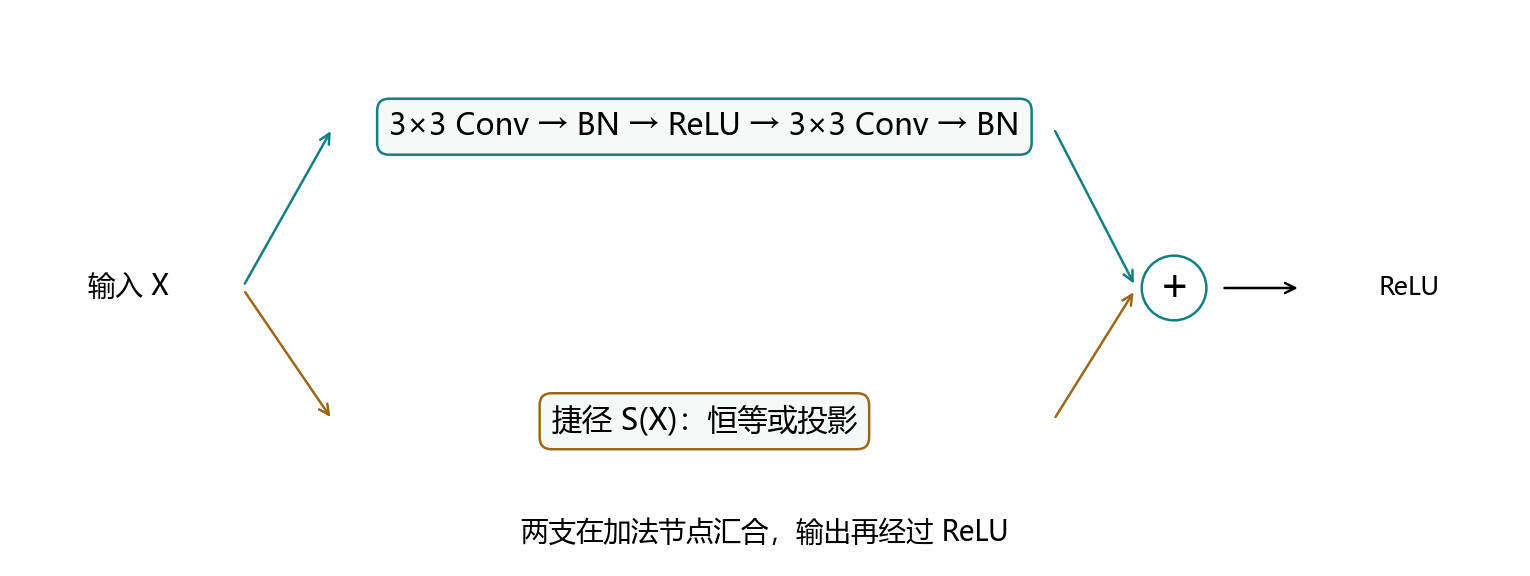 3×3 Conv → BN → ReLU → 3×3 Conv → BN
输入 X
+
ReLU
捷径 S(X)：恒等或投影
两支在加法节点汇合，输出再经过 ReLU